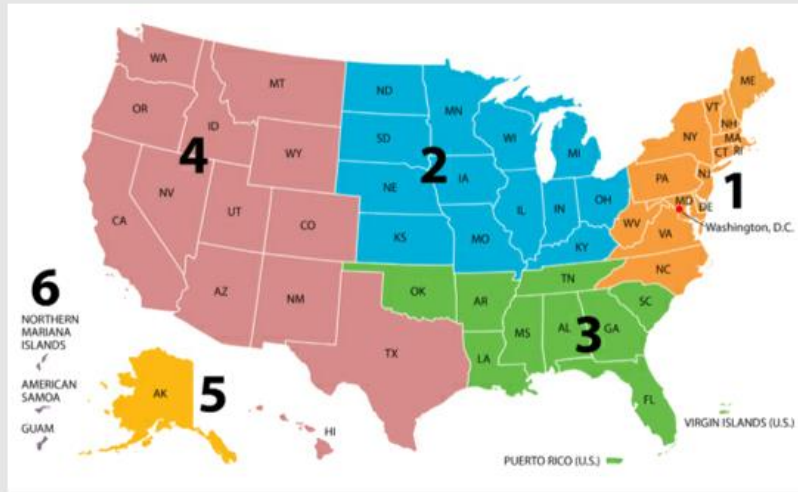 WA
MT
ND
MN
ME
VT
NH
OR
ID
SD
WI
MI
NY
MA
CT
RI
4
2
WY
NE
IA
PA
NJ
1
NV
UT
CO
IL
IN
OH
MD
DE
Washington, D.C.
CA
KS
MO
KY
WV
VA
NC
AZ
NM
OK
AR
TN
SC
6
NORTHERN
MARIANA
ISLANDS
TX
LA
MS
AL
3
GA
AMERICAN
SAMOA
AK
5
FL
GUAM
HI
VIRGIN ISLANDS (U.S.)
PUERTO RICO (U.S.)